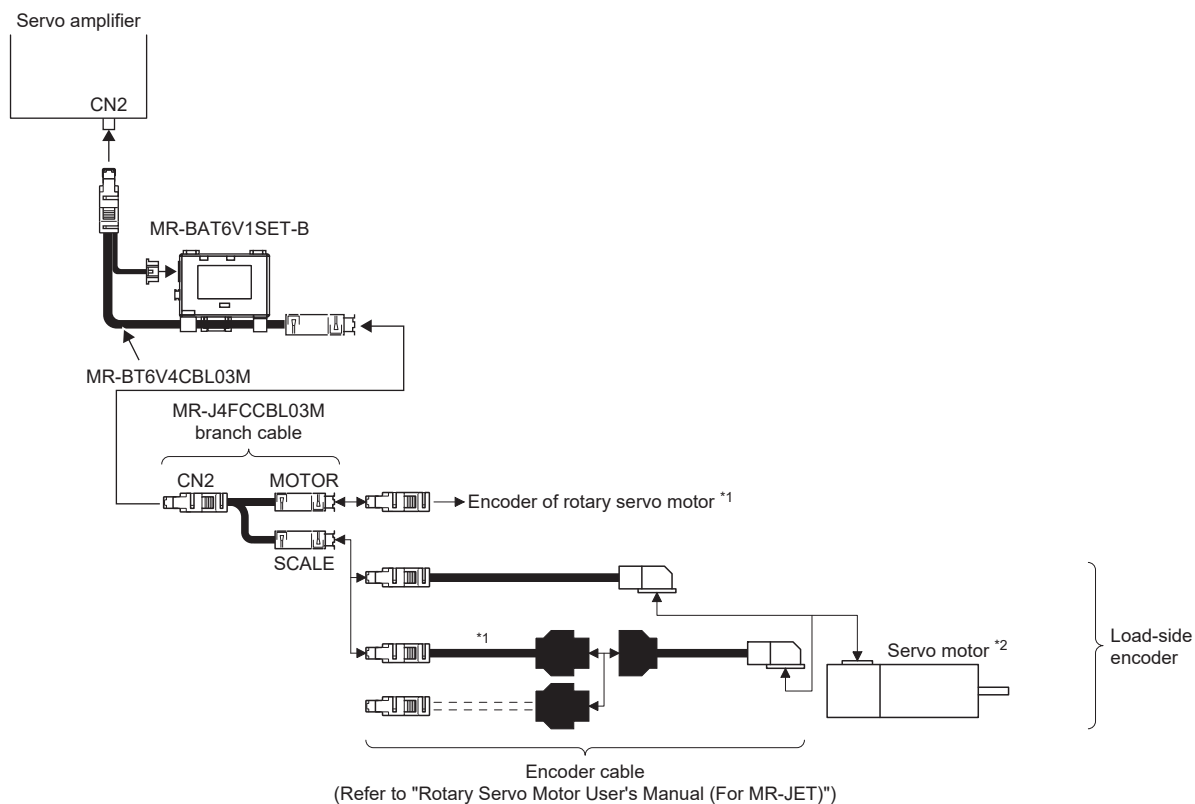 Servo amplifier
CN2
MR-BAT6V1SET-B
MR-BT6V4CBL03M
MR-J4FCCBL03M
branch cable
CN2
MOTOR
Encoder of rotary servo motor *1
SCALE
*1
Servo motor *2
Load-side
encoder
Encoder cable
(Refer to "Rotary Servo Motor User's Manual (For MR-JET)")